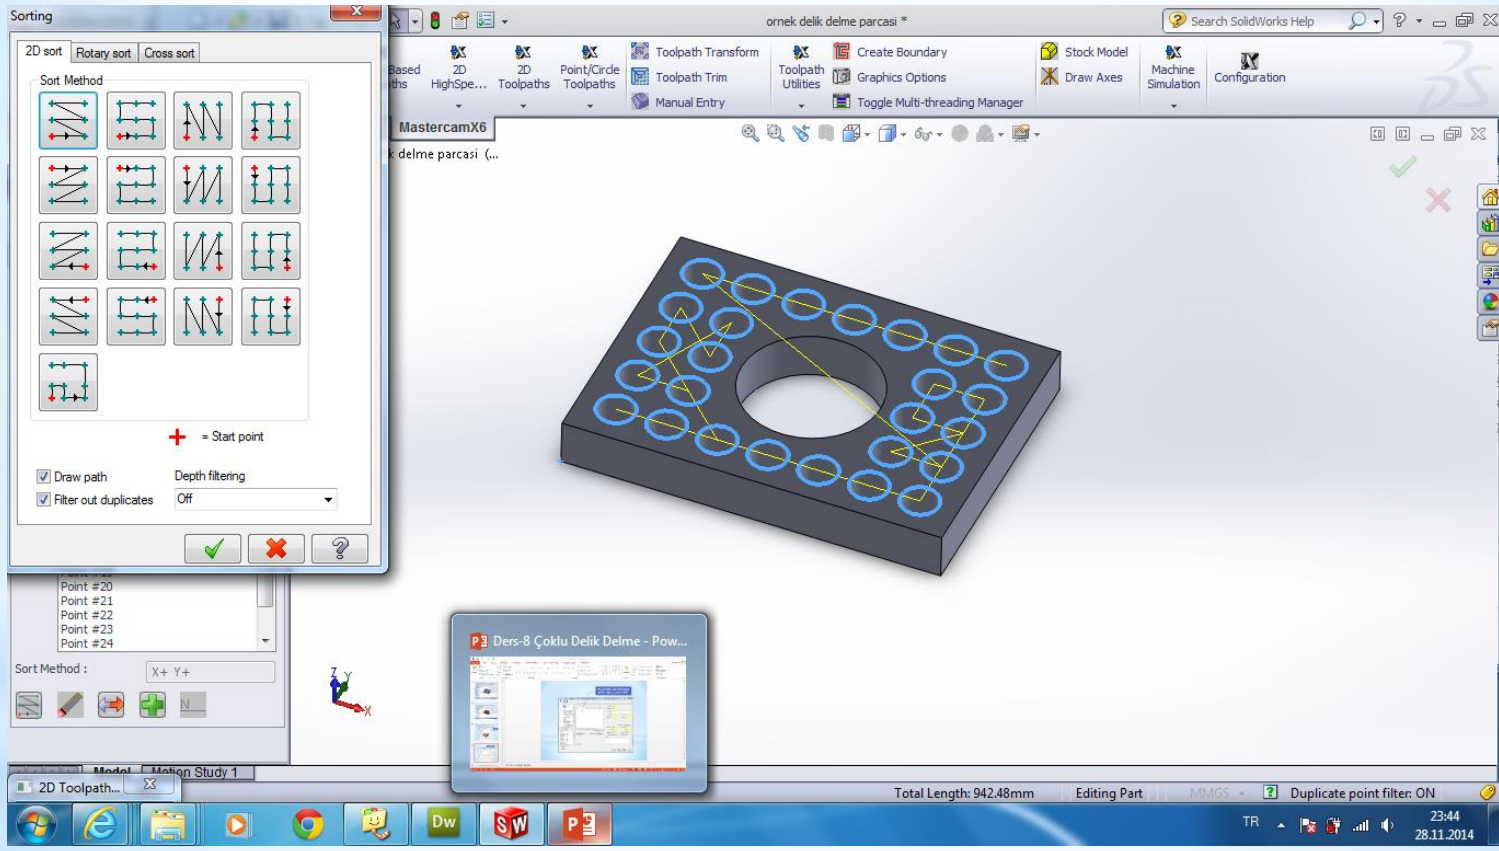 Sorting
2D sort
Rotary sort
Cross sort
Sort Method
= Start point
Draw path
Filter out duplicates
Depth filtering
Off
ornek delik delme parcasi *
Search SolidWorks Help
Based
2D
HighSpe...
2D
Toolpaths
Point/Circle
Toolpaths
Toolpath Transform
Toolpath Trim
Manual Entry
Toolpath
Utilities
Create Boundary
Graphics Options
Toggle Multi-threading Manager
Stock Model
Draw Axes
Machine
Simulation
Configuration
MastercamX6
k delme parcasi (...
Point #20
Point #21
Point #22
Point #23
Point #24
Sort Method :
X+ Y+
N
Z
Y
X
Ders-8 Çoklu Delik Delme - Pow...
Model
Motion Study 1
2D Toolpath...
Total Length: 942.48mm
Editing Part
MMGS
Duplicate point filter: ON
Dw
SW
P
TR
23:44
28.11.2014